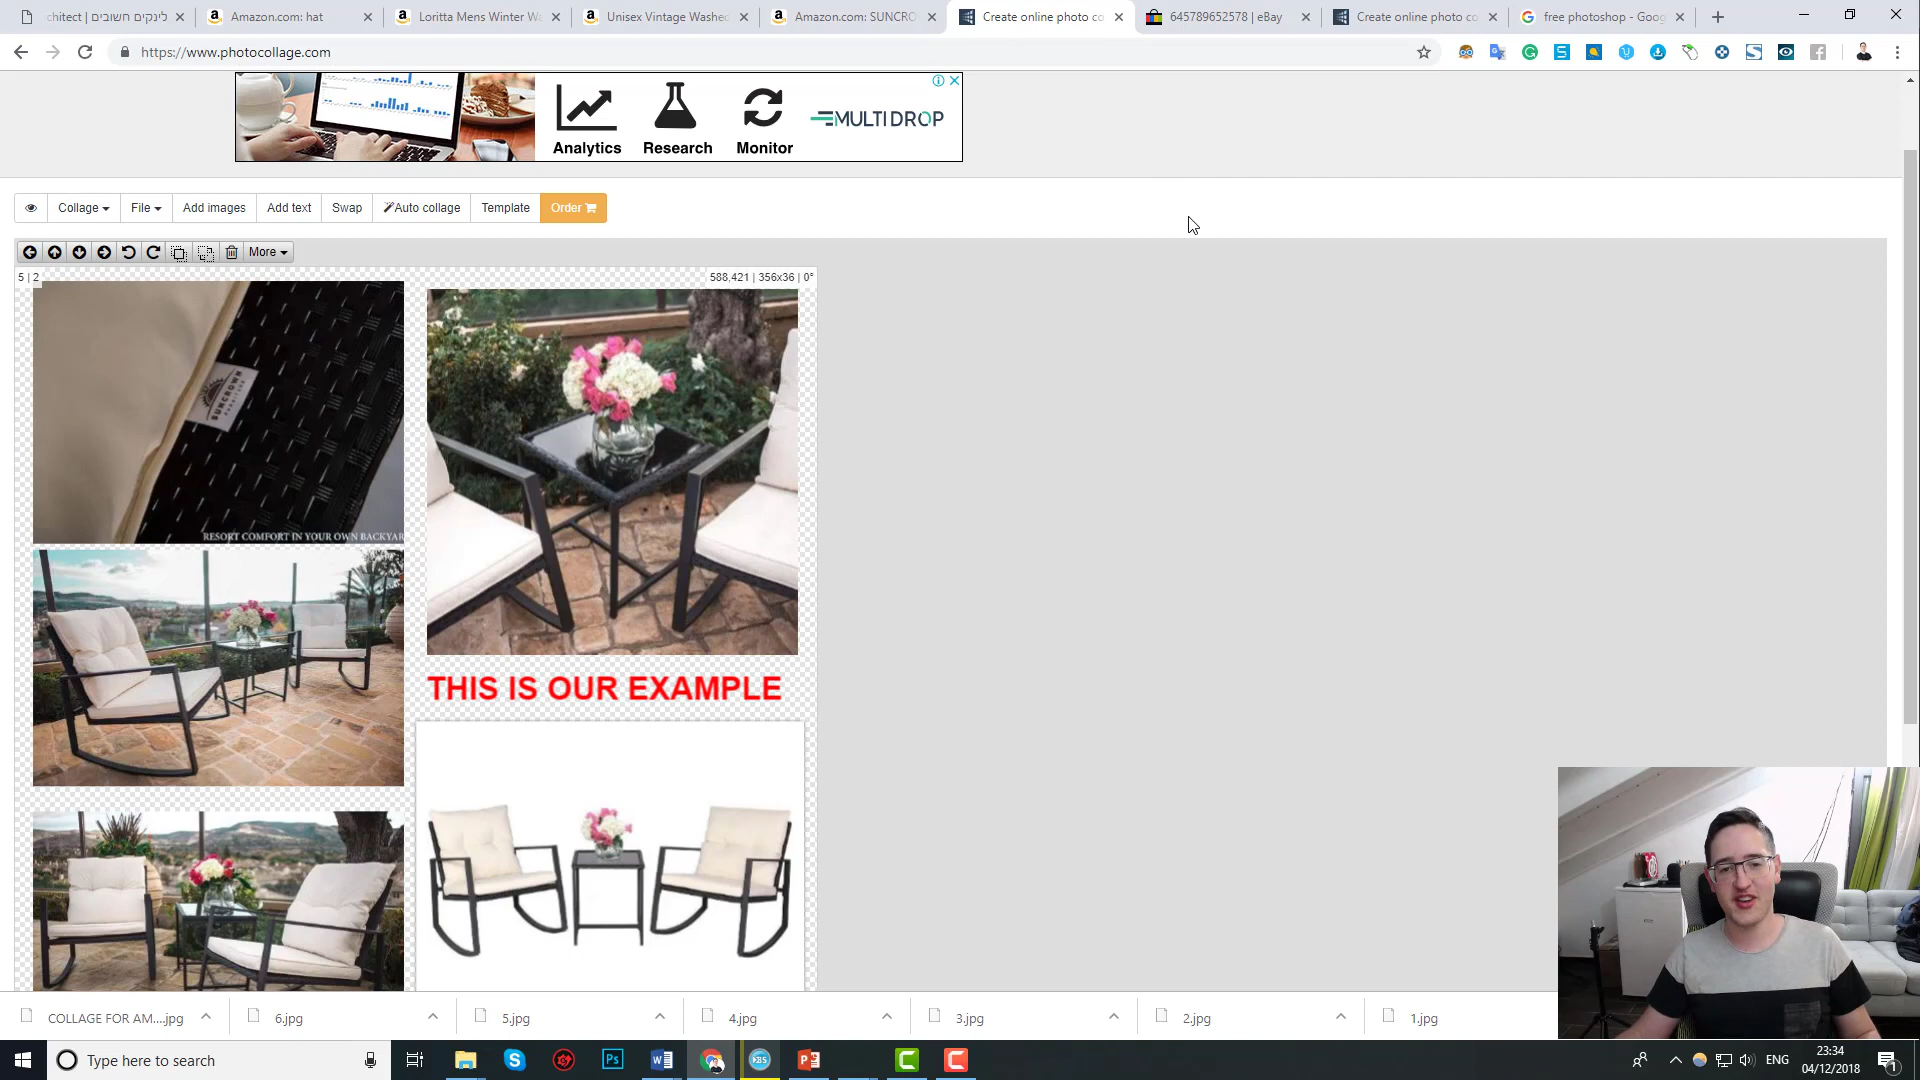 chitect | לינקים חשובים
Amazon.com: hat
Loritta Mens Winter Wa
Unisex Vintage Washed
Amazon.com: SUNCRO
Create online photo co
645789652578 | eBay
Create online photo co
free photoshop - Goog
https://www.photocollage.com
Analytics
Research
Monitor
MULTIDROP
Collage
File
Add images
Add text
Swap
Auto collage
Template
Order
More
5 | 2
588,421 | 356x36 | 0°
SUNCROWN
RESORT COMFORT IN YOUR OWN BACKYAR
THIS IS OUR EXAMPLE
COLLAGE FOR AM....jpg
6.jpg
5.jpg
4.jpg
3.jpg
2.jpg
1.jpg
Type here to search
ENG
23:34
04/12/2018